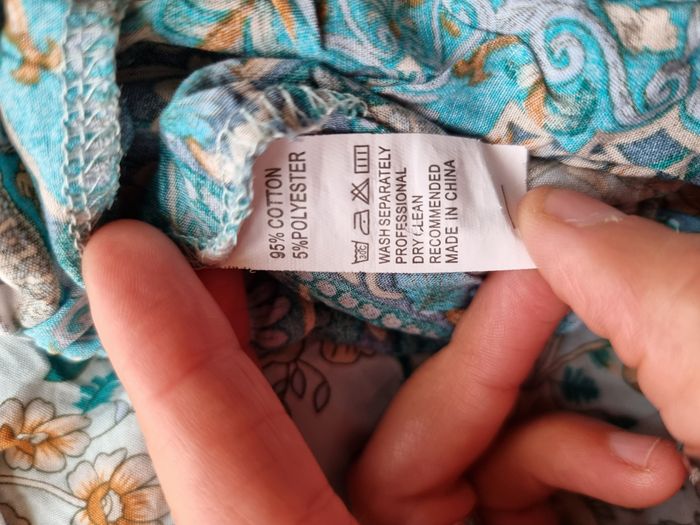 95% COTTON
5%POLYESTER
WASH SEPARATELY
PROFESSIONAL
DRY CLEAN
RECOMMENDED
MADE IN CHINA